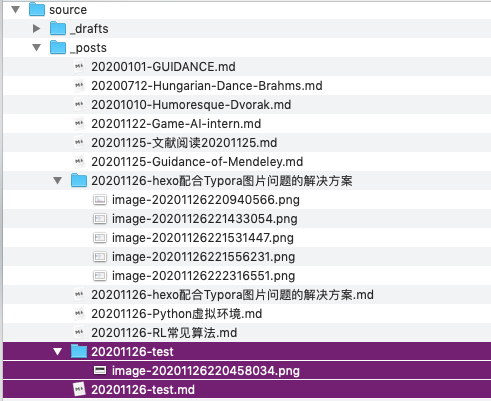 source
_drafts
_posts
20200101-GUIDANCE.md
20200712-Hungarian-Dance-Brahms.md
20201010-Humoresque-Dvorak.md
20201122-Game-AI-intern.md
20201125-文献阅读20201125.md
20201125-Guidance-of-Mendeley.md
20201126-hexo配合Typora图片问题的解决方案
image-20201126220940566.png
image-20201126221433054.png
image-20201126221531447.png
image-20201126221556231.png
image-20201126222316551.png
20201126-hexo配合Typora图片问题的解决方案.md
20201126-Python虚拟环境.md
20201126-RL常见算法.md
20201126-test
image-20201126220458034.png
20201126-test.md